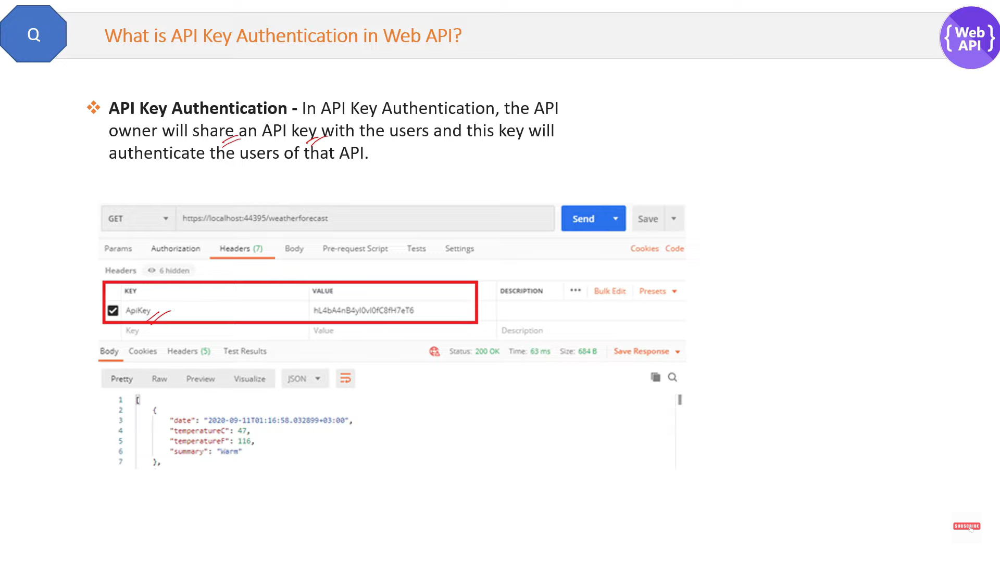 Q
What is API Key Authentication in Web API?
{ Web API }
❖ API Key Authentication - In API Key Authentication, the API
owner will share an API key with the users and this key will
authenticate the users of that API.
GET https://localhost:44395/weatherforecast Send Save
Params Authorization Headers (7) Body Pre-request Script Tests Settings Cookies Code
Headers 6 hidden
KEY VALUE DESCRIPTION ••• Bulk Edit Presets
ApiKey hL4bA4nB4yI0vI0fC8fH7eT6
Key Value Description
Body Cookies Headers (5) Test Results Status: 200 OK Time: 63 ms Size: 684 B Save Response
Pretty Raw Preview Visualize JSON
1 [
2 {
3 "date": "2020-09-11T01:16:58.032899+03:00",
4 "temperatureC": 47,
5 "temperatureF": 116,
6 "summary": "Warm"
7 },
SUBSCRIBE